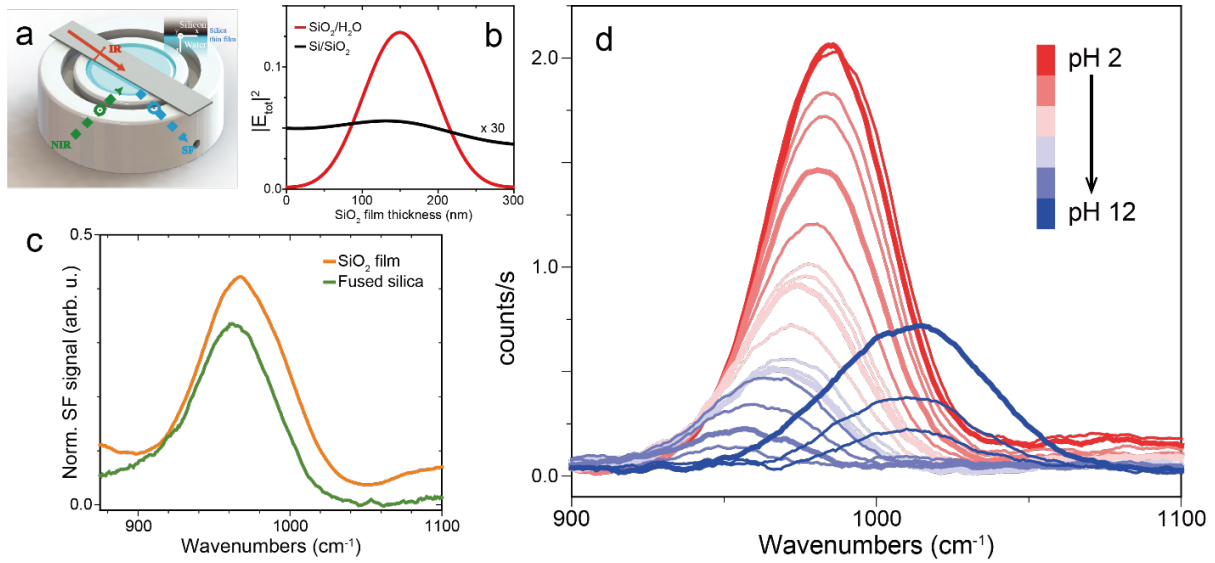 a
Silicon
Water
Silica
thin film
IR
NIR
SF
b
SiO₂/H₂O
Si/SiO₂
x 30
|E_tot|²
0.1
0.0
0
100
200
300
SiO₂ film thickness (nm)
c
SiO₂ film
Fused silica
Norm. SF signal (arb. u.)
0.5
0.0
900
1000
1100
Wavenumbers (cm⁻¹)
d
pH 2
pH 12
counts/s
2.0
1.0
0.0
900
1000
1100
Wavenumbers (cm⁻¹)